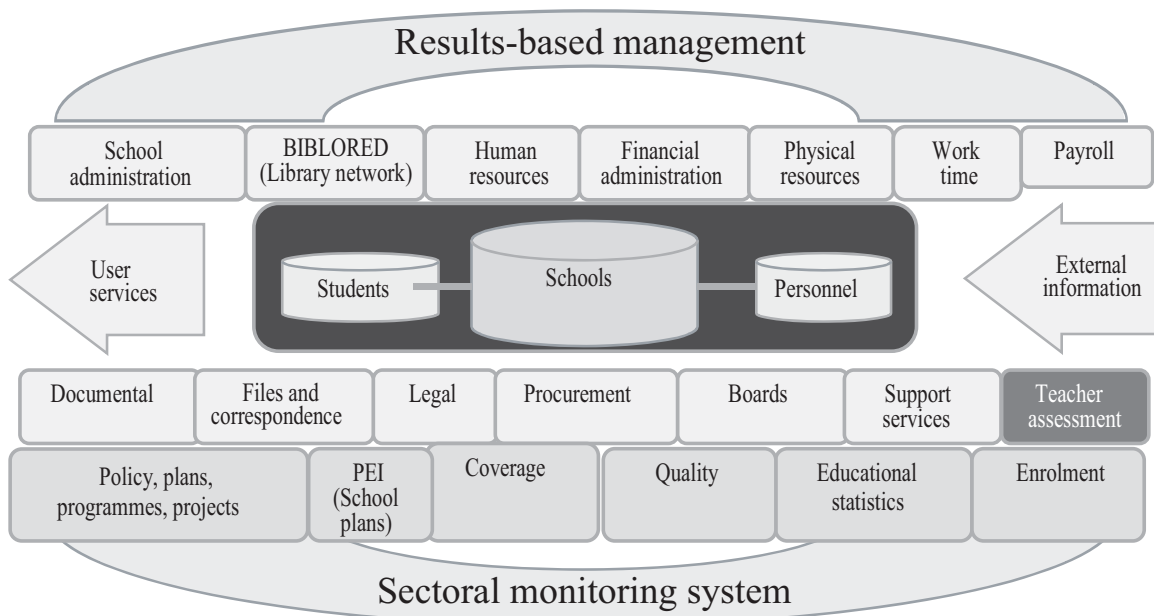 Results-based management
School
administration
BIBLORED
(Library network)
Human
resources
Financial
administration
Physical
resources
Work
time
Payroll
User
services
Students
Schools
Personnel
External
information
Documental
Files and
correspondence
Legal
Procurement
Boards
Support
services
Teacher
assessment
Policy, plans,
programmes, projects
PEI
(School
plans)
Coverage
Quality
Educational
statistics
Enrolment
Sectoral monitoring system